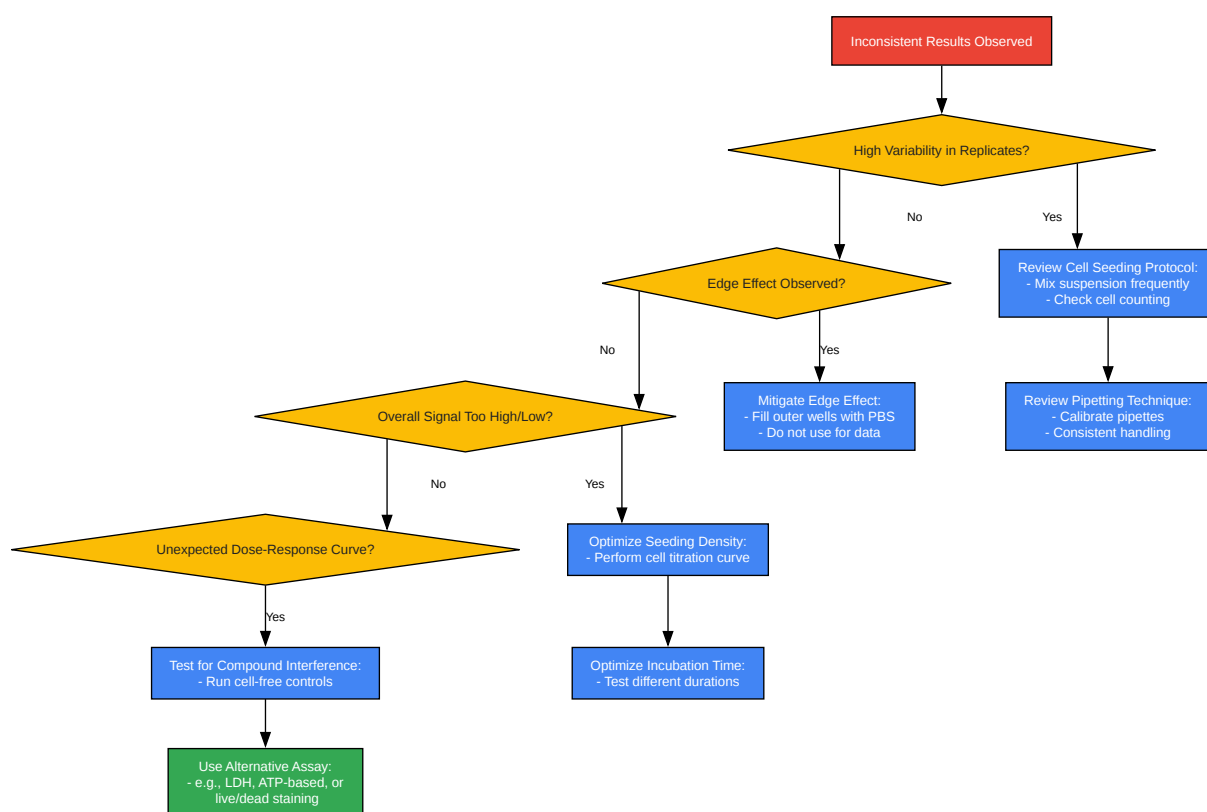 Inconsistent Results Observed
High Variability in Replicates?
No
Yes
Edge Effect Observed?
Review Cell Seeding Protocol:
- Mix suspension frequently
- Check cell counting
No
Yes
Overall Signal Too High/Low?
Mitigate Edge Effect:
- Fill outer wells with PBS
- Do not use for data
Review Pipetting Technique:
- Calibrate pipettes
- Consistent handling
No
Yes
Unexpected Dose-Response Curve?
Optimize Seeding Density:
- Perform cell titration curve
Yes
Test for Compound Interference:
- Run cell-free controls
Optimize Incubation Time:
- Test different durations
Use Alternative Assay:
- e.g., LDH, ATP-based, or
live/dead staining